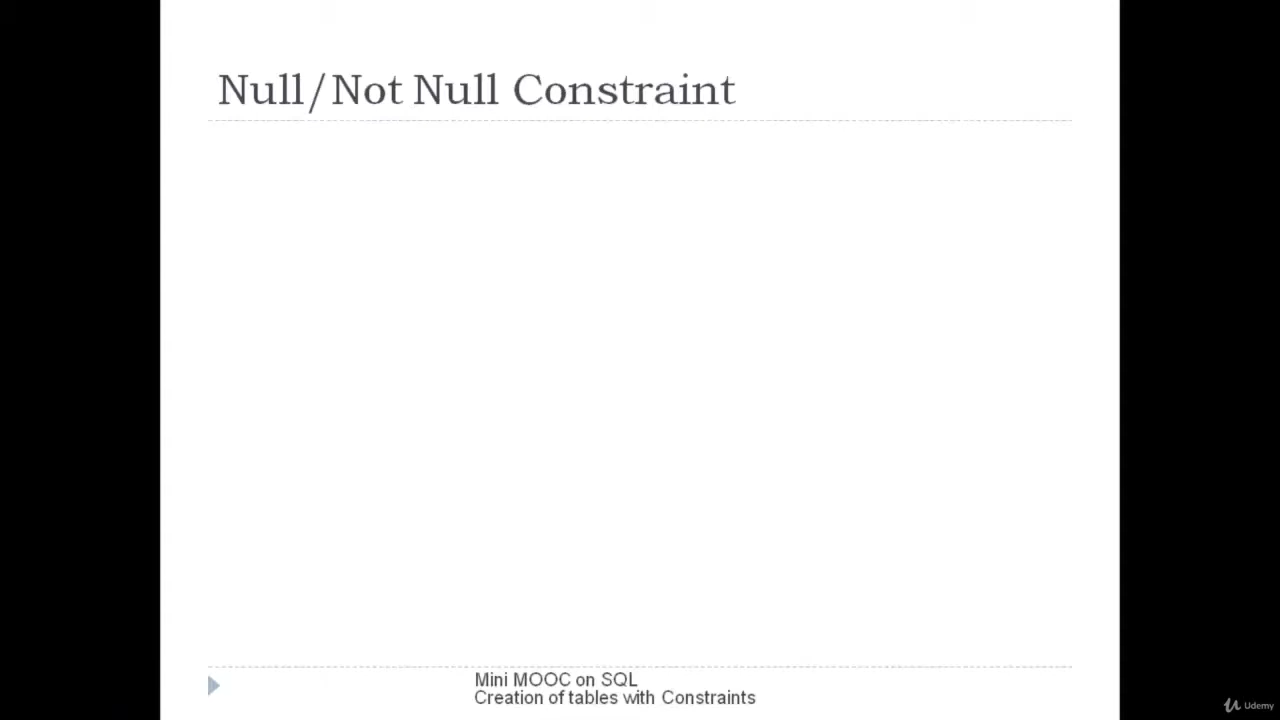 Null/Not Null Constraint
Mini MOOC on SQL
Creation of tables with Constraints
Udemy